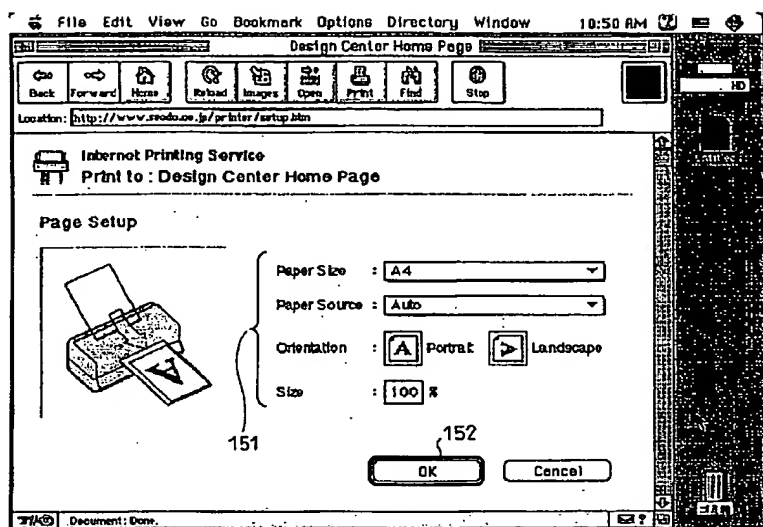 File Edit View Go Bookmark Options Directory Window 10:50 AM
Design Center Home Page
Back Forward Home Reload Images Open Print Find Stop
HD
Location: http://www.rsodo.oe.jp/printer/setup.htm
Internet Printing Service
Print to : Design Center Home Page
Page Setup
Paper Size : A4
Paper Source : Auto
Orientation : A Portrait A Landscape
Size : 100 %
151
152
OK Cancel
Document: Done.